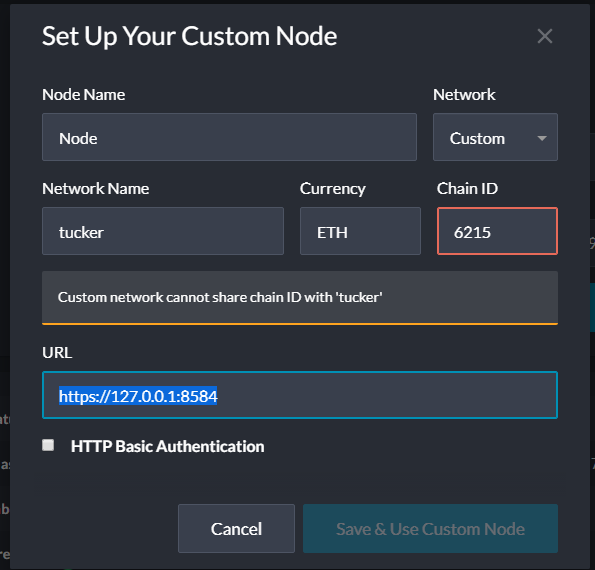 Set Up Your Custom Node
Node Name Network
Node Custom
Network Name Currency Chain ID
tucker ETH 6215
Custom network cannot share chain ID with 'tucker'
URL
https://127.0.0.1:8584
HTTP Basic Authentication
Cancel Save & Use Custom Node